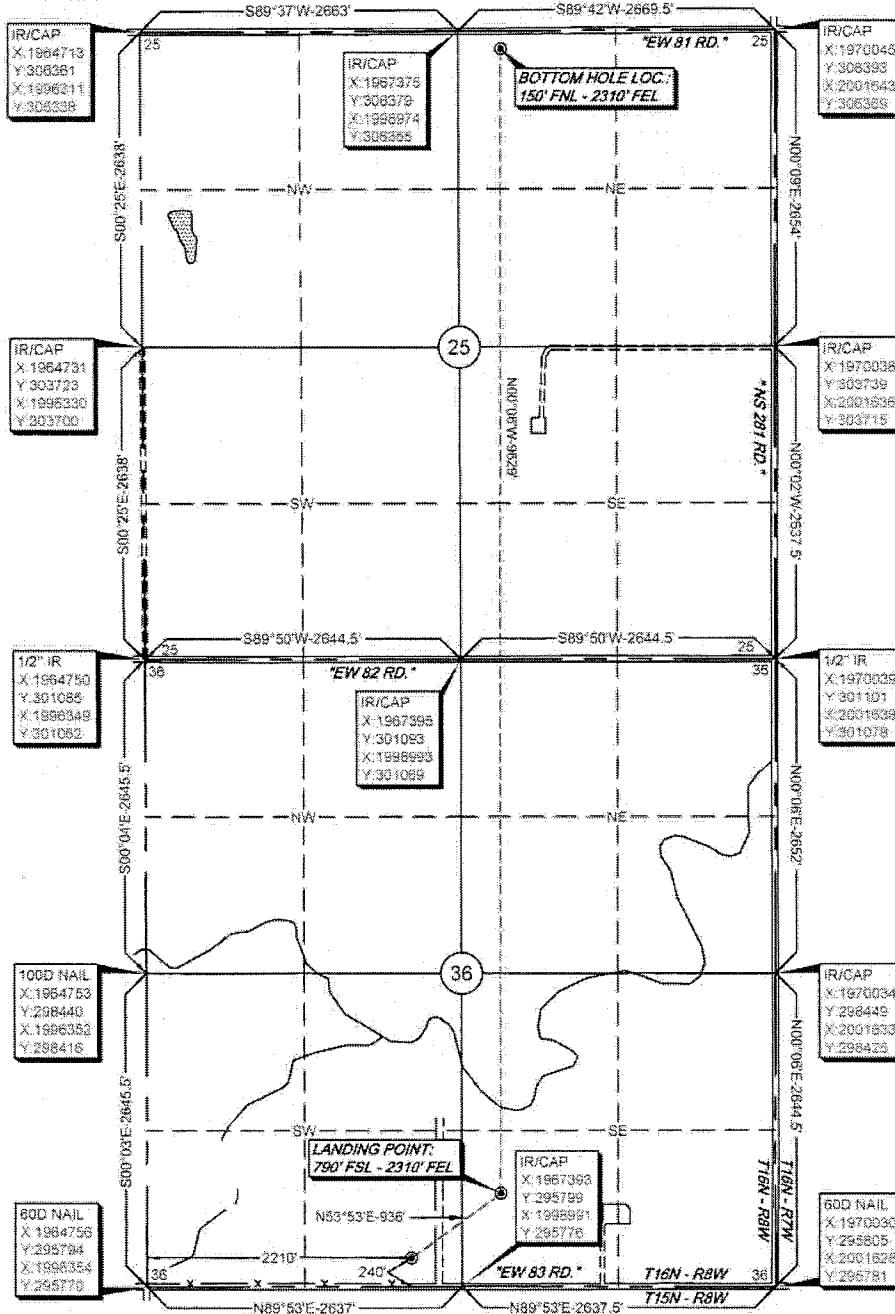 S89°37'W-2663'
S89°42'W-2669.5'
IR/CAP
X:1964713
Y:306361
X:1996311
Y:306338
25
IR/CAP
X:1967375
Y:306379
X:1998974
Y:306355
"EW 81 RD."
25
IR/CAP
X:1970045
Y:306393
X:2001643
Y:306369
BOTTOM HOLE LOC.:
150' FNL - 2310' FEL
S00°25'E-2638'
N00°09'E-2654'
NW
NE
IR/CAP
X:1964731
Y:303723
X:1996330
Y:303700
25
IR/CAP
X:1970038
Y:303739
X:2001636
Y:303715
"NS 281 RD."
S00°25'E-2638'
N00°02'W-2637.5'
SW
SE
1/2" IR
X:1964750
Y:301085
X:1996349
Y:301062
25
S89°50'W-2644.5'
S89°50'W-2644.5'
25
36
"EW 82 RD."
IR/CAP
X:1967395
Y:301093
X:1998993
Y:301069
1/2" IR
X:1970039
Y:301101
X:2001639
Y:301078
S00°04'E-2645.5'
N00°06'E-2652'
NW
NE
100D NAIL
X:1964753
Y:298440
X:1996352
Y:298416
36
IR/CAP
X:1970034
Y:298449
X:2001633
Y:298425
S00°03'E-2645.5'
N00°06'E-2644.5'
SW
SE
LANDING POINT:
790' FSL - 2310' FEL
IR/CAP
X:1967393
Y:295799
X:1998991
Y:295776
N53°53'E-936'
T16N - R8W
T16N - R7W
60D NAIL
X:1964756
Y:295794
X:1996354
Y:295770
2210'
240'
36
"EW 83 RD."
T16N - R8W
36
T15N - R8W
60D NAIL
X:1970030
Y:295805
X:2001628
Y:295781
N89°53'E-2637'
N89°53'E-2637.5'